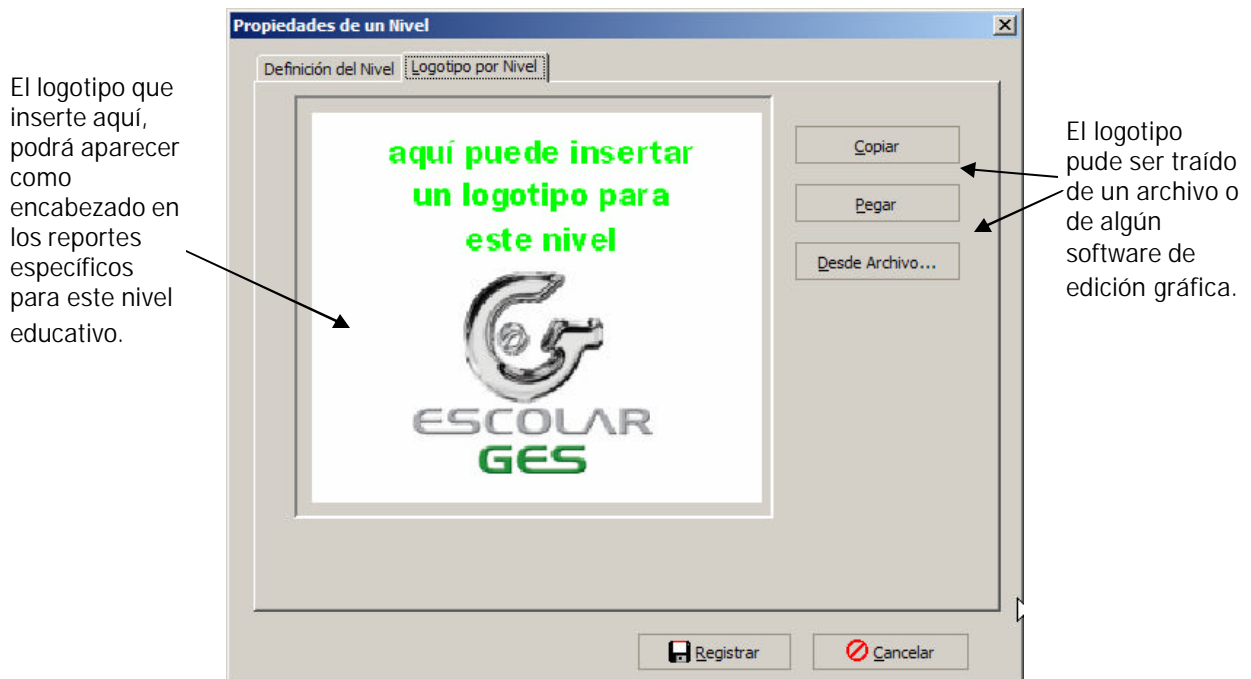 Propiedades de un Nivel
Definición del Nivel
Logotipo por Nivel
El logotipo que
inserte aquí,
podrá aparecer
como
encabezado en
los reportes
específicos
para este nivel
educativo.
aquí puede insertar
un logotipo para
este nivel
ESCOLAR
GES
Copiar
Pegar
Desde Archivo...
El logotipo
pude ser traído
de un archivo o
de algún
software de
edición gráfica.
Registrar
Cancelar